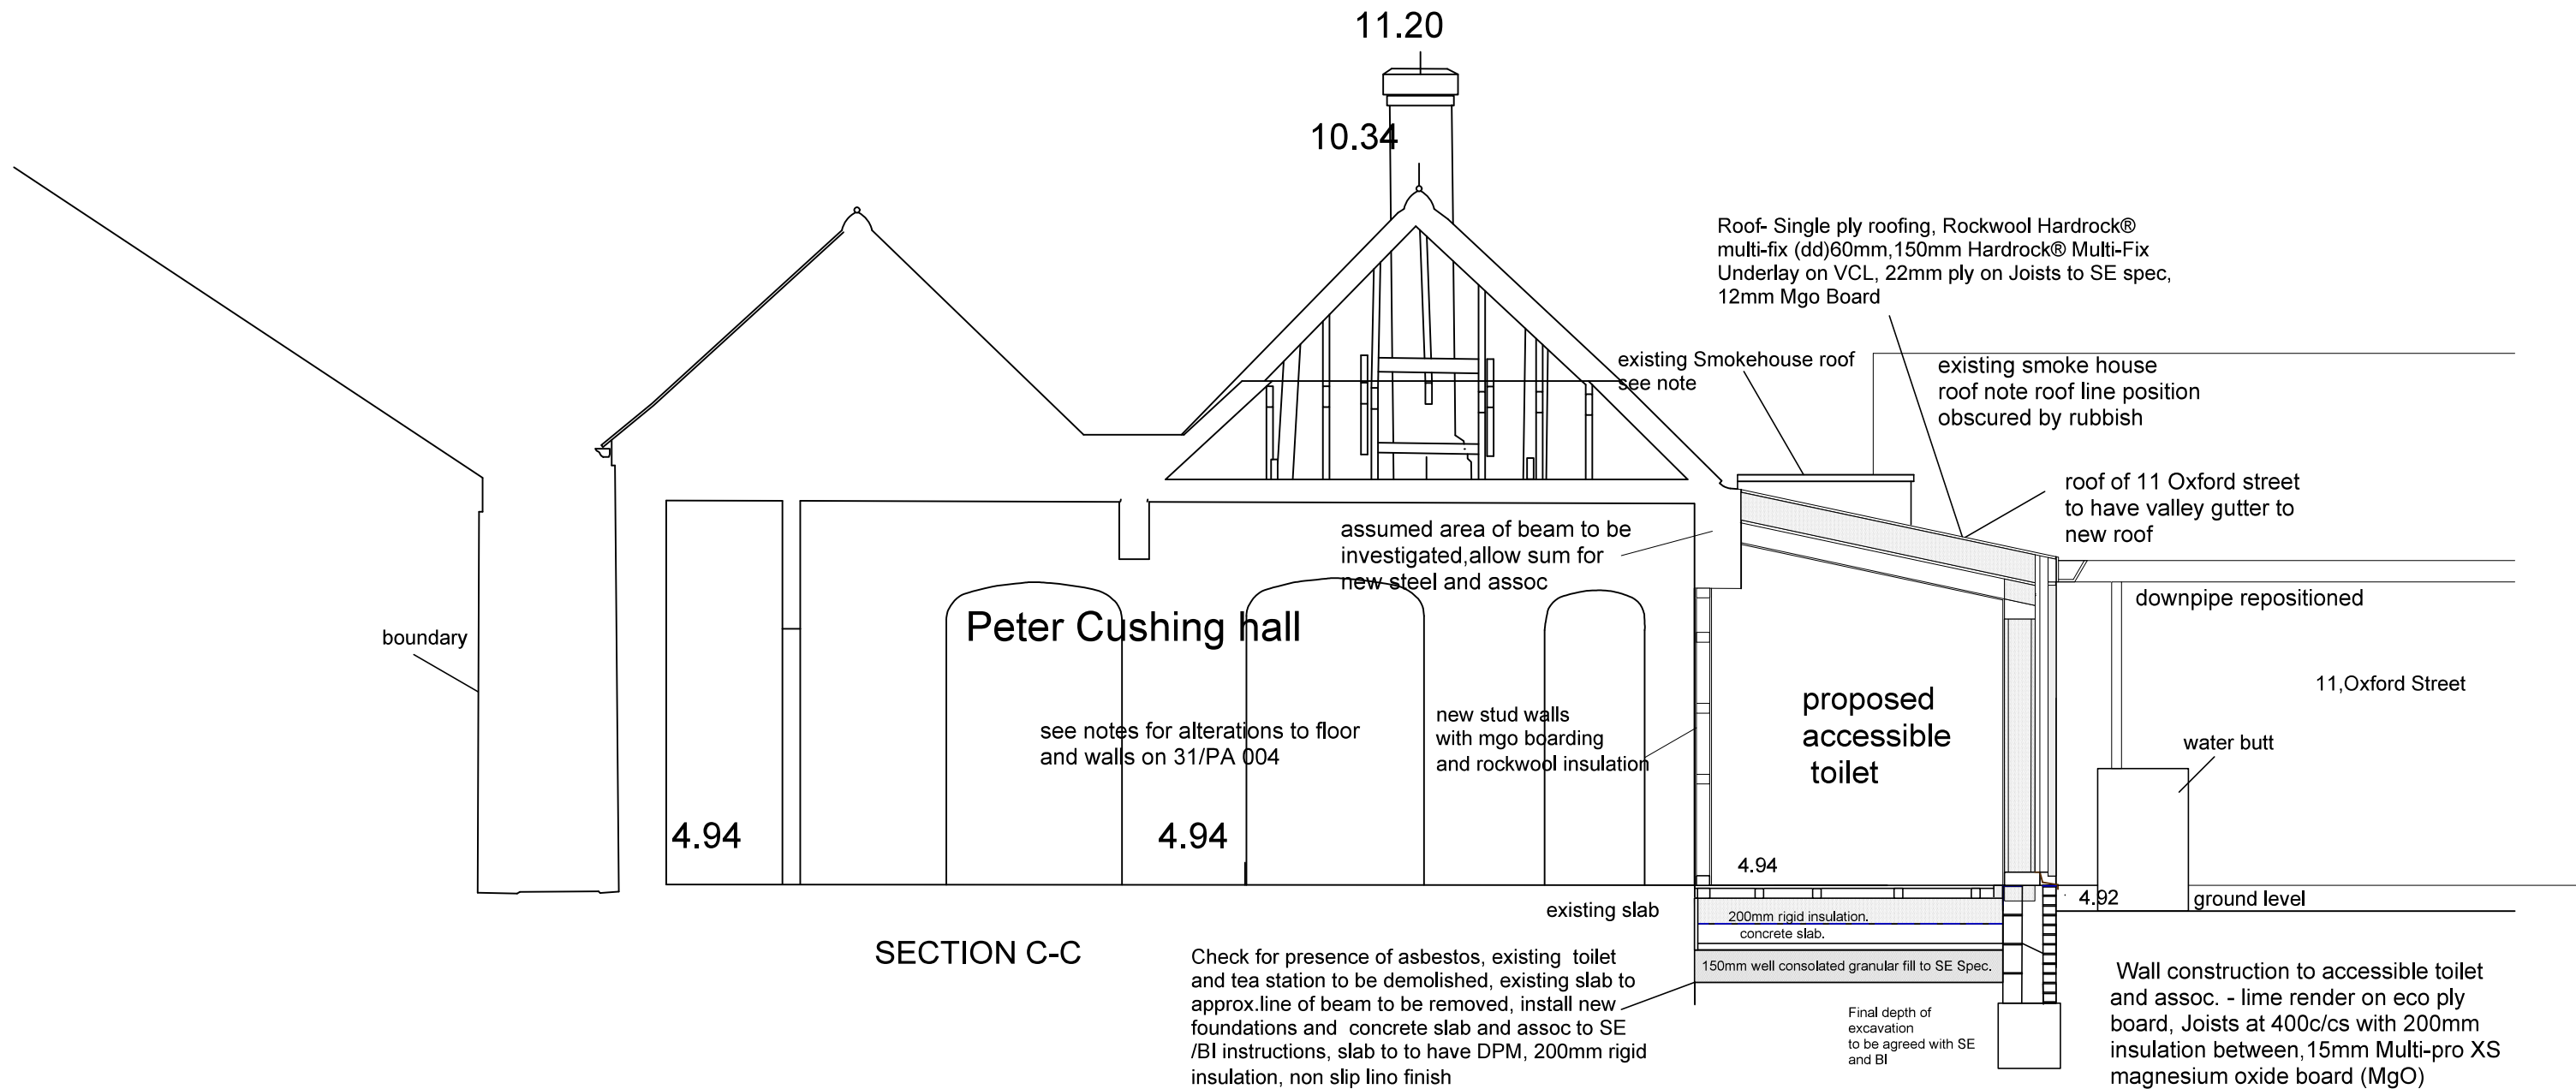 11.20
10.34
Roof- Single ply roofing, Rockwool Hardrock®
multi-fix (dd)60mm,150mm Hardrock® Multi-Fix
Underlay on VCL, 22mm ply on Joists to SE spec,
12mm Mgo Board
existing Smokehouse roof
see note
existing smoke house
roof note roof line position
obscured by rubbish
roof of 11 Oxford street
to have valley gutter to
new roof
assumed area of beam to be
investigated,allow sum for
new steel and assoc
downpipe repositioned
boundary
Peter Cushing hall
11,Oxford Street
proposed
accessible
toilet
new stud walls
with mgo boarding
and rockwool insulation
see notes for alterations to floor
and walls on 31/PA 004
water butt
4.94
4.94
4.94
4.92
ground level
existing slab
200mm rigid insulation.
concrete slab.
150mm well consolated granular fill to SE Spec.
SECTION C-C
Check for presence of asbestos, existing toilet
and tea station to be demolished, existing slab to
approx.line of beam to be removed, install new
foundations and concrete slab and assoc to SE
/BI instructions, slab to to have DPM, 200mm rigid
insulation, non slip lino finish
Final depth of
excavation
to be agreed with SE
and BI
Wall construction to accessible toilet
and assoc. - lime render on eco ply
board, Joists at 400c/cs with 200mm
insulation between,15mm Multi-pro XS
magnesium oxide board (MgO)